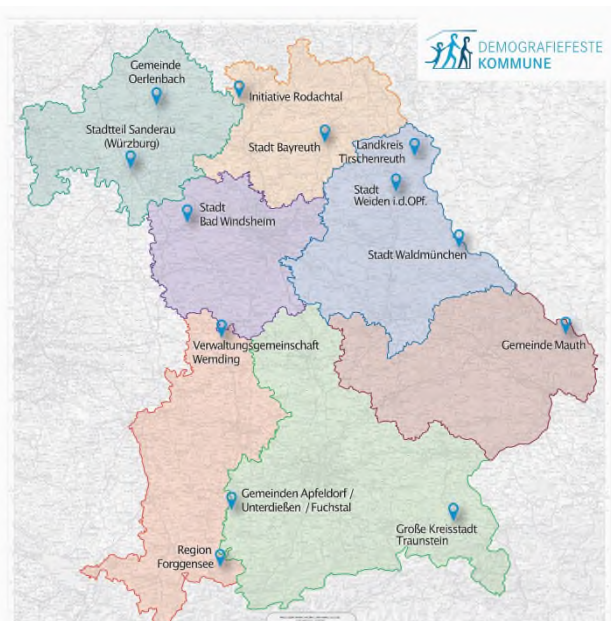 DEMOGRAFIEFESTE
KOMMUNE
Gemeinde
Oerlenbach
Initiative Rodachtal
Stadtteil Sanderau
(Würzburg)
Stadt Bayreuth
Landkreis
Tirschenreuth
Stadt
Weiden i.d.OPf.
Stadt
Bad Windsheim
Stadt Waldmünchen
Verwaltungsgemeinschaft
Wemding
Gemeinde Mauth
Gemeinden Apfeldorf /
Unterdießen / Fuchstal
Große Kreisstadt
Traunstein
Region
Forggensee